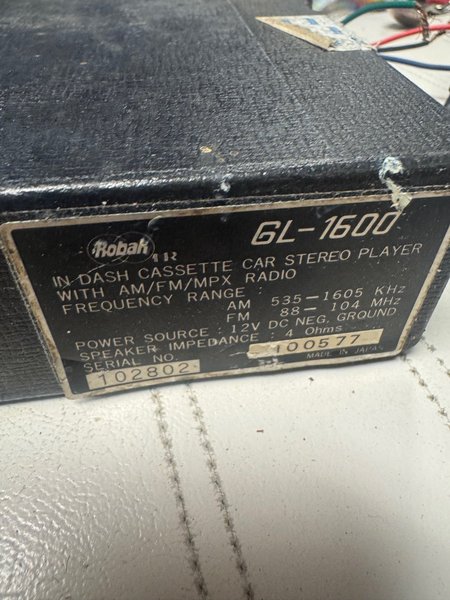 Robak
GL-1600
IN DASH CASSETTE CAR STEREO PLAYER
WITH AM/FM/MPX RADIO
FREQUENCY RANGE :
AM 535-1605 KHz
FM 88-104 MHz
POWER SOURCE : 12V DC NEG. GROUND
SPEAKER IMPEDANCE : 4 Ohms
SERIAL NO. 100577
102802 MADE IN JAPAN